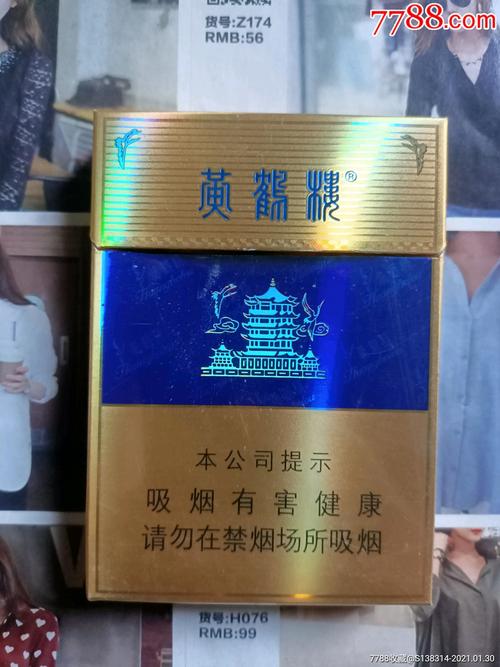 7788.com
货号:Z174
RMB:56
黄鹤楼®
本公司提示
吸烟有害健康
请勿在禁烟场所吸烟
货号:H076
RMB:99
7788收藏@S138314-2021.01.30